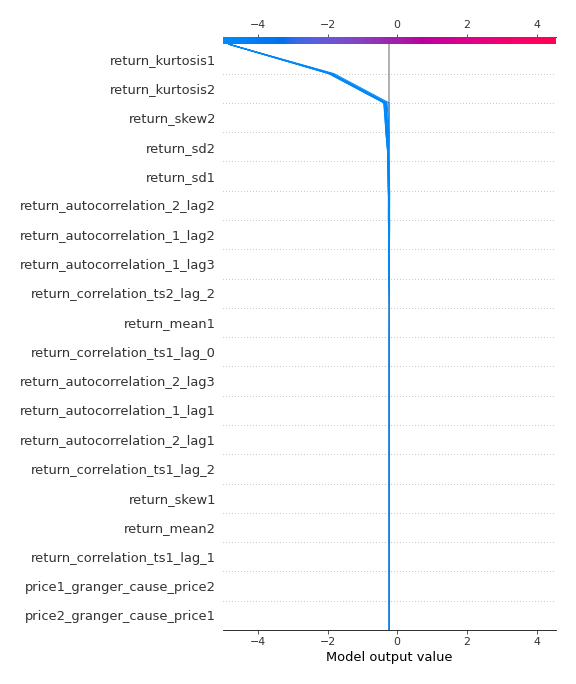 −4 −2 0 2 4
return_kurtosis1
return_kurtosis2
return_skew2
return_sd2
return_sd1
return_autocorrelation_2_lag2
return_autocorrelation_1_lag2
return_autocorrelation_1_lag3
return_correlation_ts2_lag_2
return_mean1
return_correlation_ts1_lag_0
return_autocorrelation_2_lag3
return_autocorrelation_1_lag1
return_autocorrelation_2_lag1
return_correlation_ts1_lag_2
return_skew1
return_mean2
return_correlation_ts1_lag_1
price1_granger_cause_price2
price2_granger_cause_price1
−4 −2 0 2 4
Model output value